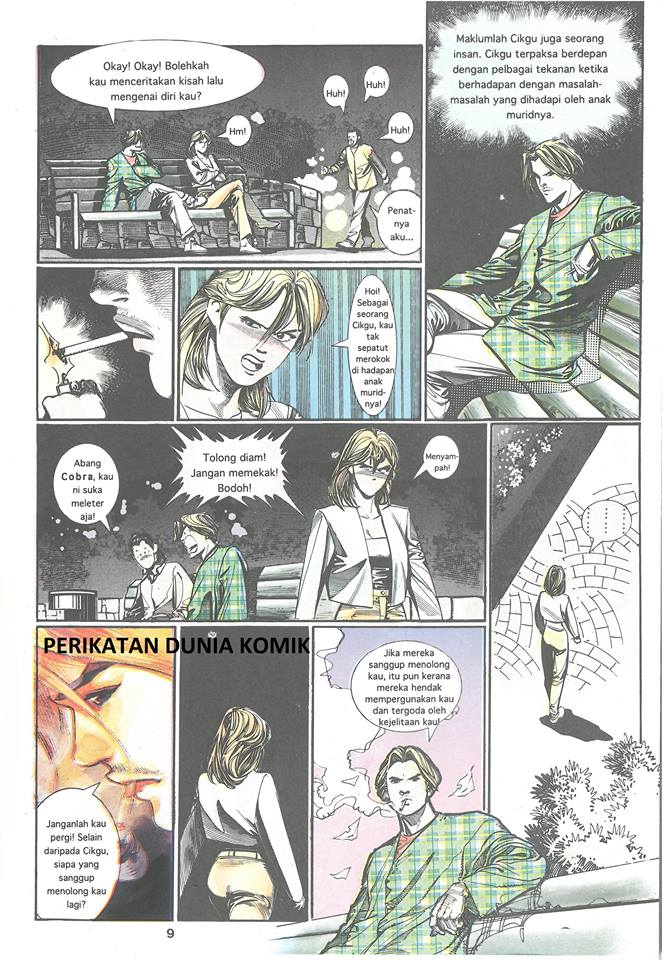 Okay! Okay! Bolehkah
kau menceritakan kisah lalu
mengenai diri kau?
Hm!
Huh!
Huh!
Huh!
Penat-
nya
aku...
Maklumlah Cikgu juga seorang
insan. Cikgu terpaksa berdepan
dengan pelbagai tekanan ketika
berhadapan dengan masalah-
masalah yang dihadapi oleh anak
muridnya.
Hoi!
Sebagai
seorang
Cikgu, kau
tak
sepatut
merokok
di hadapan
anak
murid-
nya!
Abang
Cobra, kau
ni suka
meleter
aja!
Tolong diam!
Jangan memekak!
Bodoh!
Menyam-
pah!
PERIKATAN DUNIA KOMIK
Janganlah kau
pergi! Selain
daripada Cikgu,
siapa yang
sanggup
menolong kau
lagi?
Jika mereka
sanggup menolong
kau, itu pun kerana
mereka hendak
mempergunakan kau
dan tergoda oleh
kejelitaan kau!
9